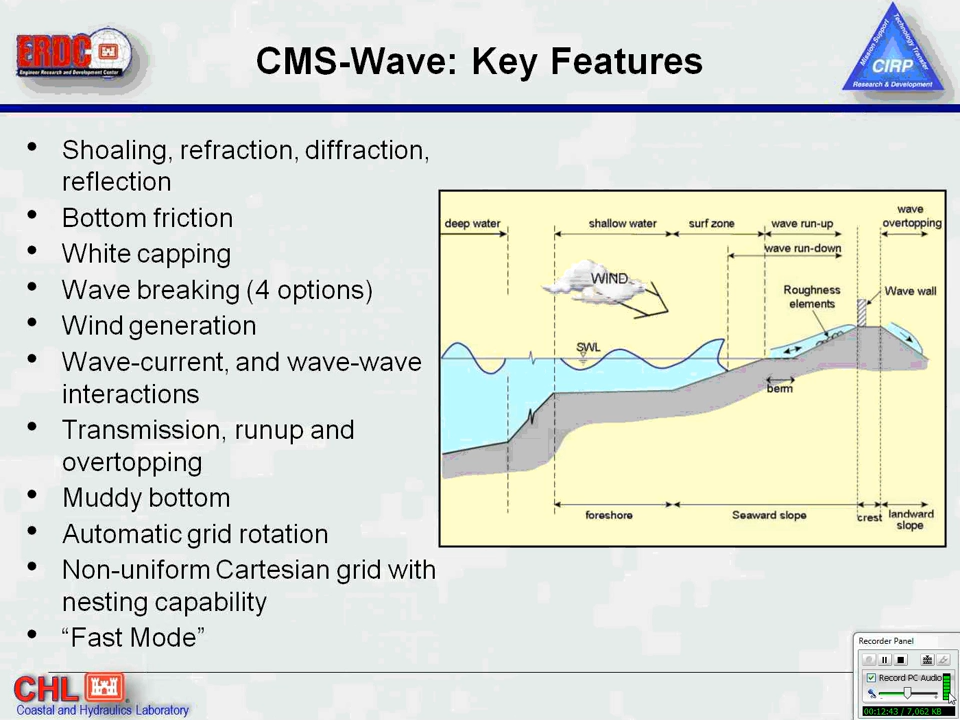 ERDC
Engineer Research and Development Center
CMS-Wave: Key Features
Mission Support
Technology Transfer
CIRP
Research & Development
• Shoaling, refraction, diffraction,
reflection
• Bottom friction
• White capping
• Wave breaking (4 options)
• Wind generation
• Wave-current, and wave-wave
interactions
• Transmission, runup and
overtopping
• Muddy bottom
• Automatic grid rotation
• Non-uniform Cartesian grid with
nesting capability
• “Fast Mode”
deep water
shallow water
surf zone
wave run-up
wave
overtopping
wave run-down
WIND
Roughness
elements
Wave wall
SWL
berm
foreshore
Seaward slope
crest
landward
slope
CHL
Coastal and Hydraulics Laboratory
Recorder Panel
Record PC Audio
00:12:43 / 7,062 KB